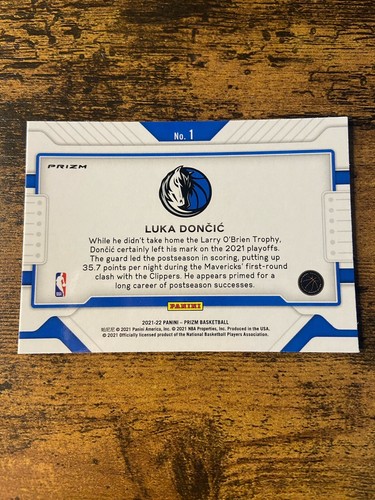 No. 1
PRIZM
LUKA DONČIĆ
While he didn't take home the Larry O'Brien Trophy,
Dončić certainly left his mark on the 2021 playoffs.
The guard led the postseason in scoring, putting up
35.7 points per night during the Mavericks' first-round
clash with the Clippers. He appears primed for a
long career of postseason successes.
PANINI
2021-22 PANINI - PRIZM BASKETBALL
帕尼尼 © 2021 Panini America, Inc. © 2021 NBA Properties, Inc. Produced in the USA.
© 2021 Officially licensed product of the National Basketball Players Association.